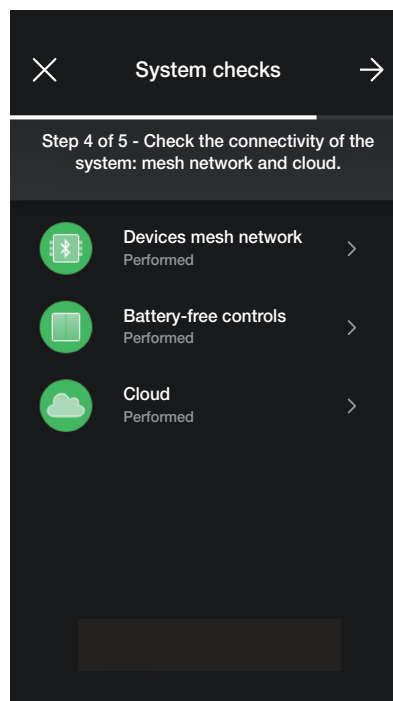 System checks
Step 4 of 5 - Check the connectivity of the
system: mesh network and cloud.
Devices mesh network
Performed
Battery-free controls
Performed
Cloud
Performed